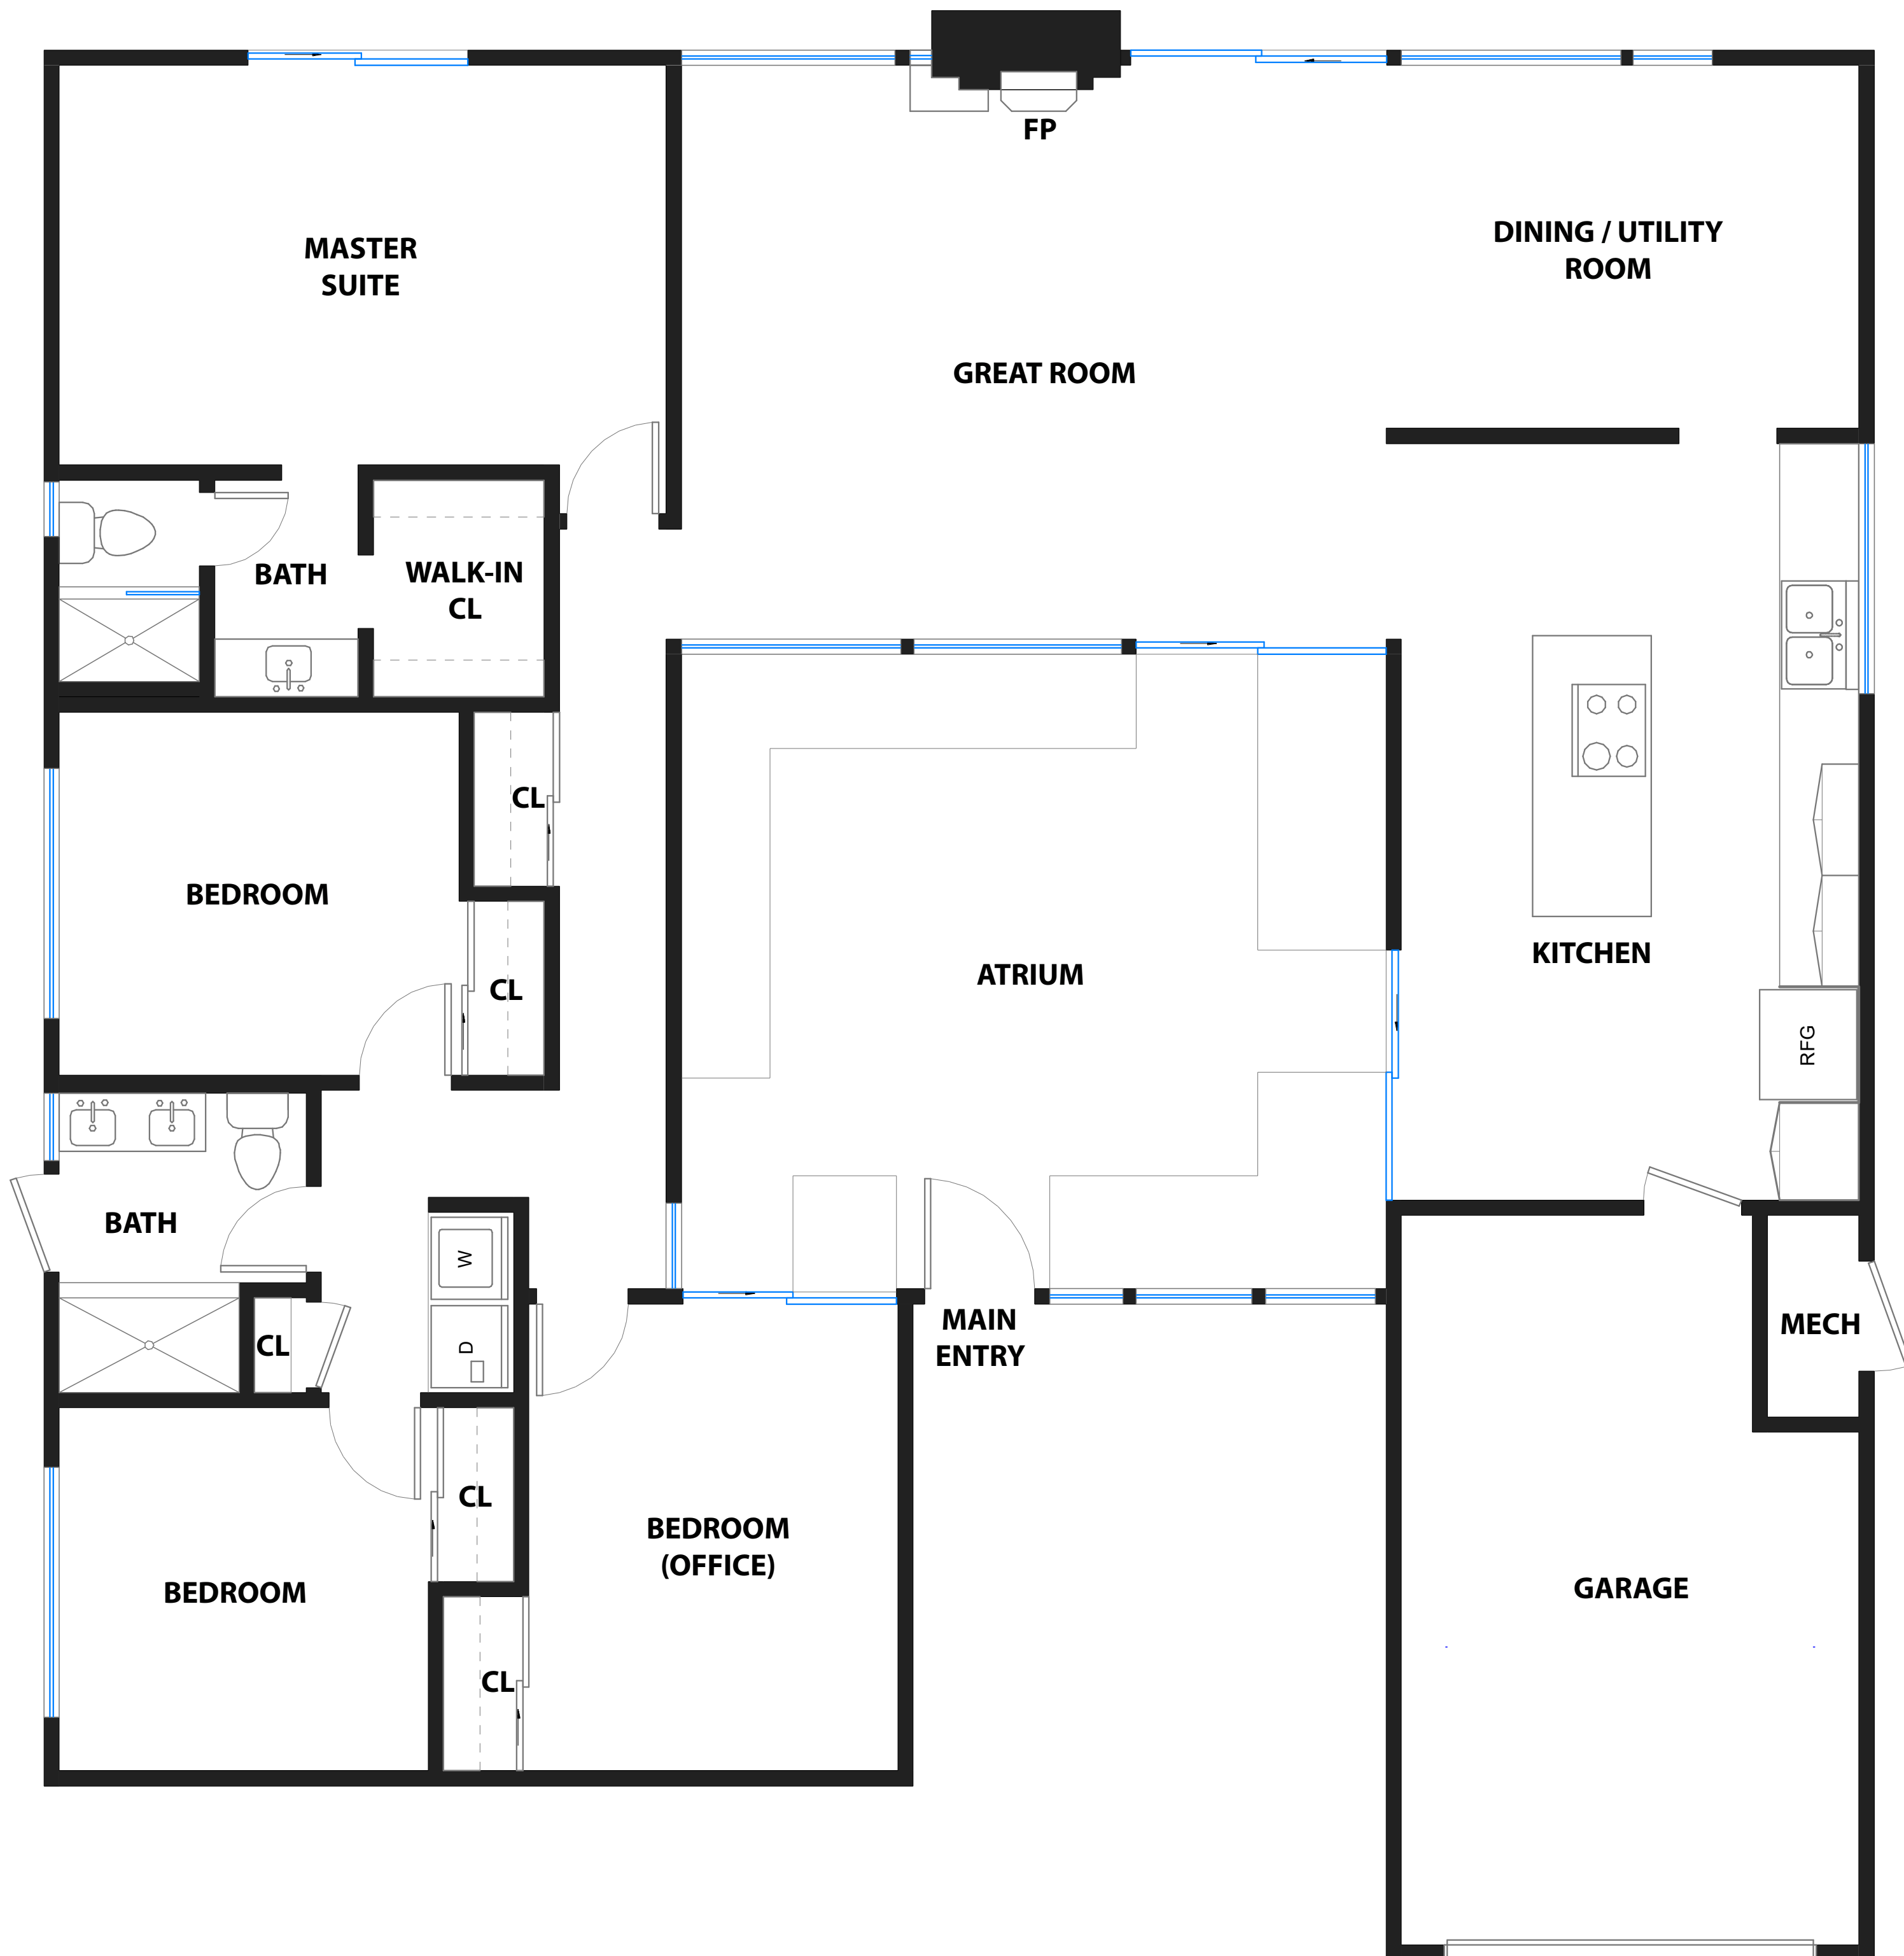 FP
MASTER
SUITE
DINING / UTILITY
ROOM
GREAT ROOM
BATH
WALK-IN
CL
CL
BEDROOM
CL
ATRIUM
KITCHEN
RFG
BATH
W
D
CL
MAIN
ENTRY
MECH
CL
BEDROOM
(OFFICE)
BEDROOM
GARAGE
CL